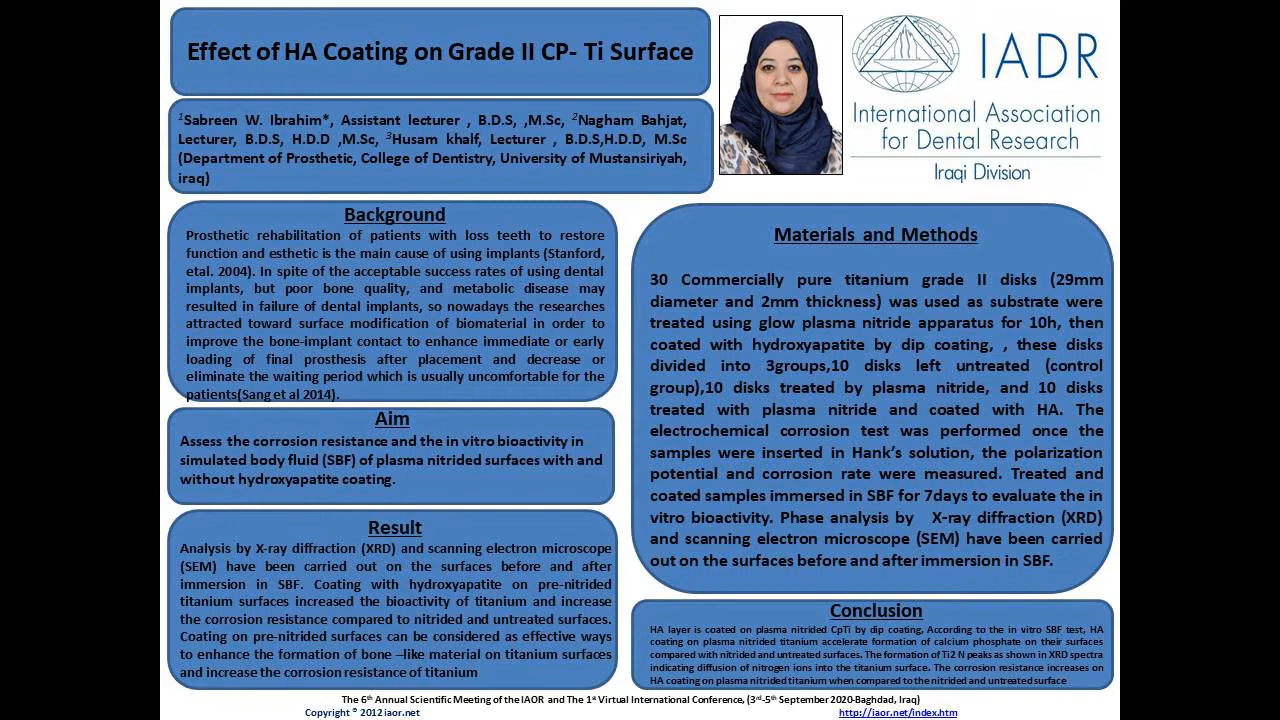 Effect of HA Coating on Grade II CP- Ti Surface
1Sabreen W. Ibrahim*, Assistant lecturer , B.D.S, ,M.Sc, 2Nagham Bahjat,
Lecturer, B.D.S, H.D.D ,M.Sc, 3Husam khalf, Lecturer , B.D.S,H.D.D, M.Sc
(Department of Prosthetic, College of Dentistry, University of Mustansiriyah,
iraq)
IADR
International Association
for Dental Research
Iraqi Division
Background
Prosthetic rehabilitation of patients with loss teeth to restore
function and esthetic is the main cause of using implants (Stanford,
etal. 2004). In spite of the acceptable success rates of using dental
implants, but poor bone quality, and metabolic disease may
resulted in failure of dental implants, so nowadays the researches
attracted toward surface modification of biomaterial in order to
improve the bone-implant contact to enhance immediate or early
loading of final prosthesis after placement and decrease or
eliminate the waiting period which is usually uncomfortable for the
patients(Sang et al 2014).
Aim
Assess the corrosion resistance and the in vitro bioactivity in
simulated body fluid (SBF) of plasma nitrided surfaces with and
without hydroxyapatite coating.
Result
Analysis by X-ray diffraction (XRD) and scanning electron microscope
(SEM) have been carried out on the surfaces before and after
immersion in SBF. Coating with hydroxyapatite on pre-nitrided
titanium surfaces increased the bioactivity of titanium and increase
the corrosion resistance compared to nitrided and untreated surfaces.
Coating on pre-nitrided surfaces can be considered as effective ways
to enhance the formation of bone –like material on titanium surfaces
and increase the corrosion resistance of titanium
Materials and Methods
30 Commercially pure titanium grade II disks (29mm
diameter and 2mm thickness) was used as substrate were
treated using glow plasma nitride apparatus for 10h, then
coated with hydroxyapatite by dip coating, , these disks
divided into 3groups,10 disks left untreated (control
group),10 disks treated by plasma nitride, and 10 disks
treated with plasma nitride and coated with HA. The
electrochemical corrosion test was performed once the
samples were inserted in Hank's solution, the polarization
potential and corrosion rate were measured. Treated and
coated samples immersed in SBF for 7days to evaluate the in
vitro bioactivity. Phase analysis by X-ray diffraction (XRD)
and scanning electron microscope (SEM) have been carried
out on the surfaces before and after immersion in SBF.
Conclusion
HA layer is coated on plasma nitrided CpTi by dip coating, According to the in vitro SBF test, HA
coating on plasma nitrided titanium accelerate formation of calcium phosphate on their surfaces
compared with nitrided and untreated surfaces. The formation of Ti2 N peaks as shown in XRD spectra
indicating diffusion of nitrogen ions into the titanium surface. The corrosion resistance increases on
HA coating on plasma nitrided titanium when compared to the nitrided and untreated surface
The 6th Annual Scientific Meeting of the IAOR and The 1st Virtual International Conference, (3rd-5th September 2020-Baghdad, Iraq)
Copyright © 2012 iaor.net
http://iaor.net/index.htm